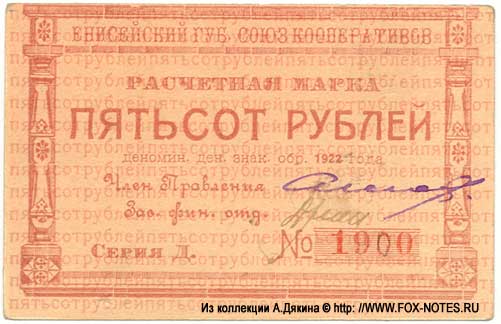 ЕНИСЕЙСКИЙ ГУБ. СОЮЗ КООПЕРАТИВОВ
РАСЧЕТНАЯ МАРКА
ПЯТЬСОТ РУБЛЕЙ
деномин. ден. знак. обр. 1922 года
Член Правления
Зав. фин. отд.
Серия Д. № 1900
Из коллекции А.Дякина © http://WWW.FOX-NOTES.RU